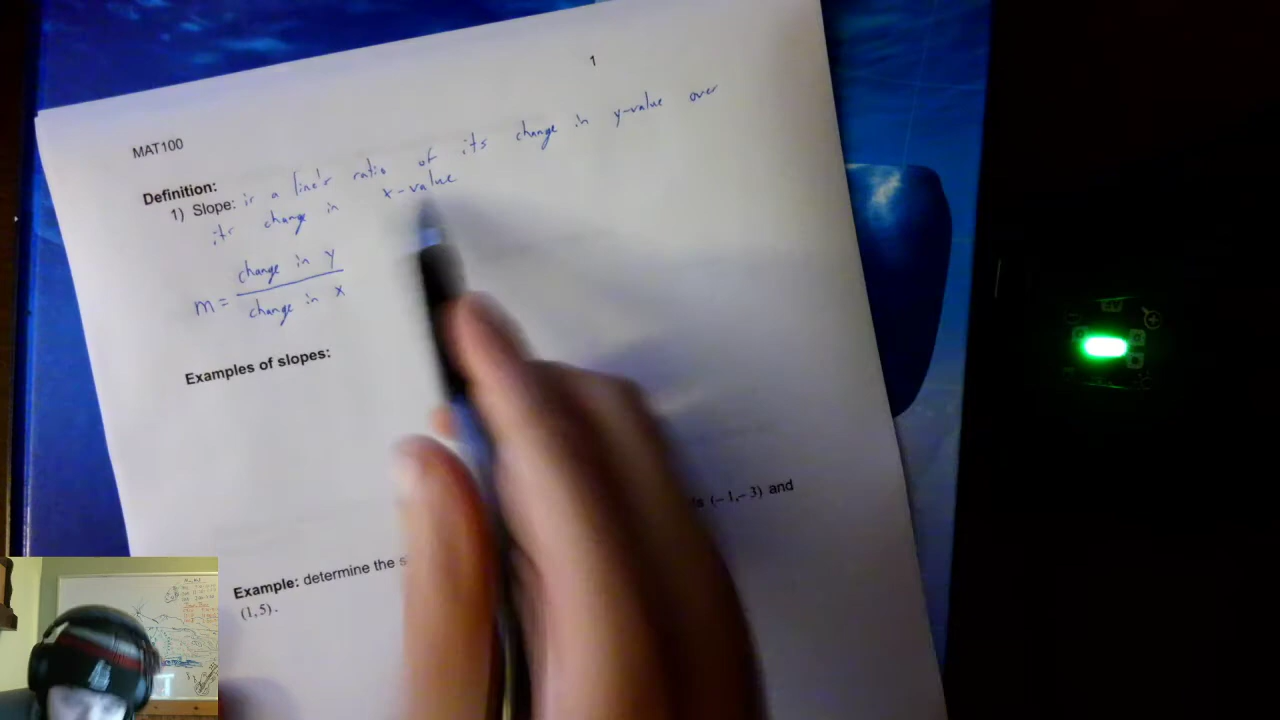 1
MAT100
Definition:
1) Slope: is a line's ratio of its change in y-value over
its change in x-value
m = change in y
change in x
Examples of slopes:
Example: determine the s (-1,-3) and
(1,5).